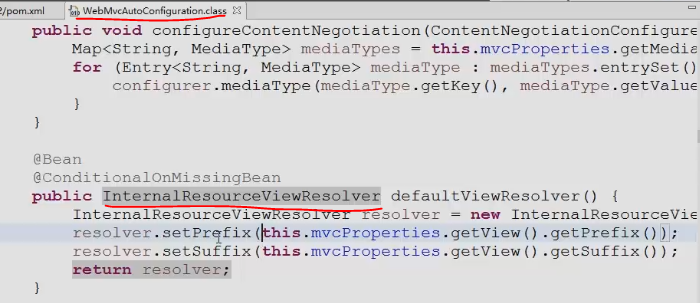 2/pom.xml WebMvcAutoConfiguration.class
public void configureContentNegotiation(ContentNegotiationConfigure
Map<String, MediaType> mediaTypes = this.mvcProperties.getMedia
for (Entry<String, MediaType> mediaType : mediaTypes.entrySet()
configurer.mediaType(mediaType.getKey(), mediaType.getValue
}
}
@Bean
@ConditionalOnMissingBean
public InternalResourceViewResolver defaultViewResolver() {
InternalResourceViewResolver resolver = new InternalResourceVie
resolver.setPrefix(this.mvcProperties.getView().getPrefix());
resolver.setSuffix(this.mvcProperties.getView().getSuffix());
return resolver;
}